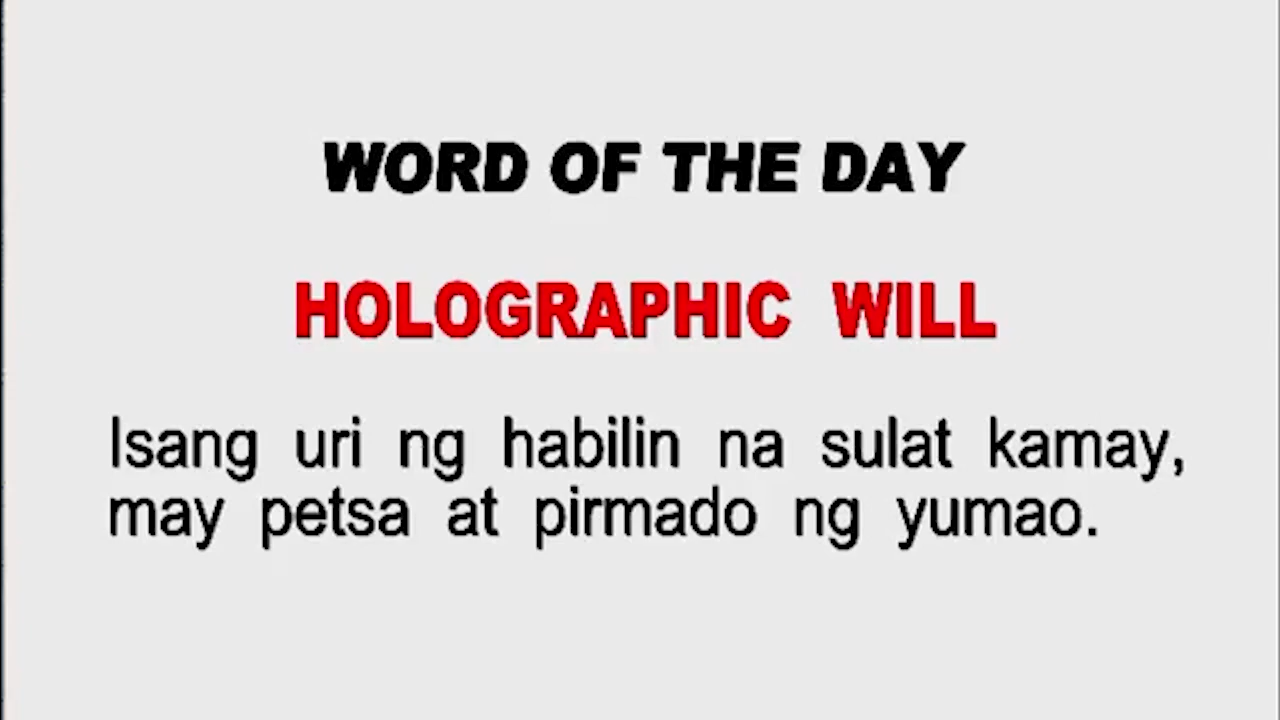 WORD OF THE DAY
HOLOGRAPHIC WILL
Isang uri ng habilin na sulat kamay,
may petsa at pirmado ng yumao.